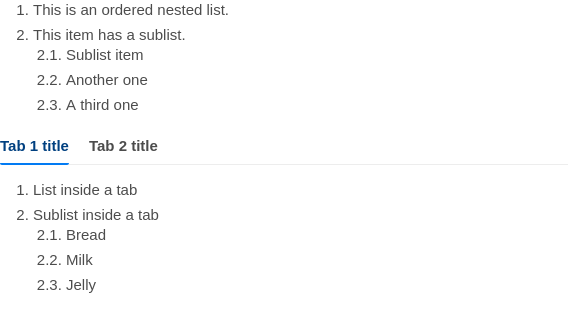 1. This is an ordered nested list.
2. This item has a sublist.
2.1. Sublist item
2.2. Another one
2.3. A third one
Tab 1 title Tab 2 title
1. List inside a tab
2. Sublist inside a tab
2.1. Bread
2.2. Milk
2.3. Jelly